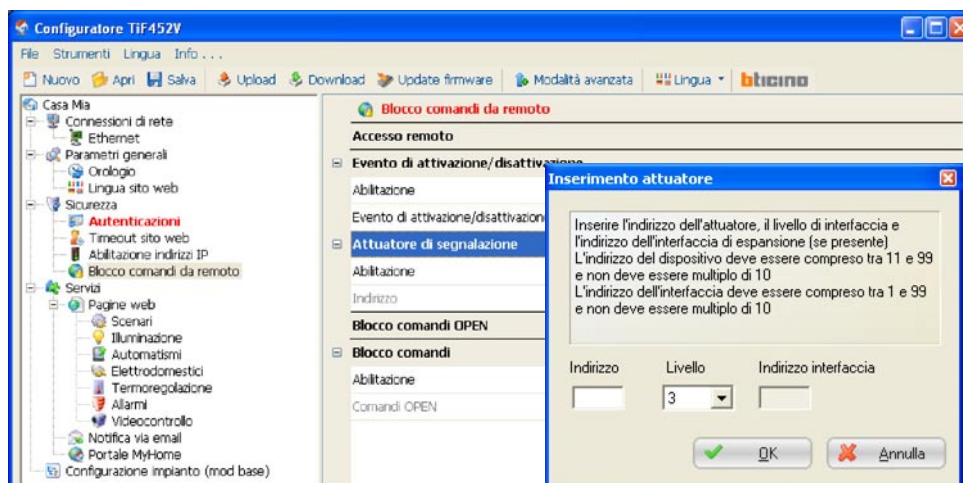 Configuratore TiF452V
File Strumenti Lingua Info . . .
Nuovo Apri Salva Upload Download Update firmware Modalità avanzata Lingua bticino
Casa Mia
Connessioni di rete
Ethernet
Parametri generali
Orologio
Lingua sito web
Sicurezza
Autenticazioni
Timeout sito web
Abilitazione indirizzi IP
Blocco comandi da remoto
Servizi
Pagine web
Scenari
Illuminazione
Automatismi
Elettrodomestici
Termoregolazione
Allarmi
Videocontrollo
Notifica via email
Portale MyHome
Configurazione impianto (mod base)
Blocco comandi da remoto
Accesso remoto
Evento di attivazione/disattivazione
Abilitazione
Evento di attivazione/disattivazion
Attuatore di segnalazione
Abilitazione
Indirizzo
Blocco comandi OPEN
Blocco comandi
Abilitazione
Comandi OPEN
Inserimento attuatore
Inserire l'indirizzo dell'attuatore, il livello di interfaccia e
l'indirizzo dell'interfaccia di espansione (se presente)
L'indirizzo del dispositivo deve essere compreso tra 11 e 99
e non deve essere multiplo di 10
L'indirizzo dell'interfaccia deve essere compreso tra 1 e 99
e non deve essere multiplo di 10
Indirizzo Livello Indirizzo interfaccia
3
OK Annulla